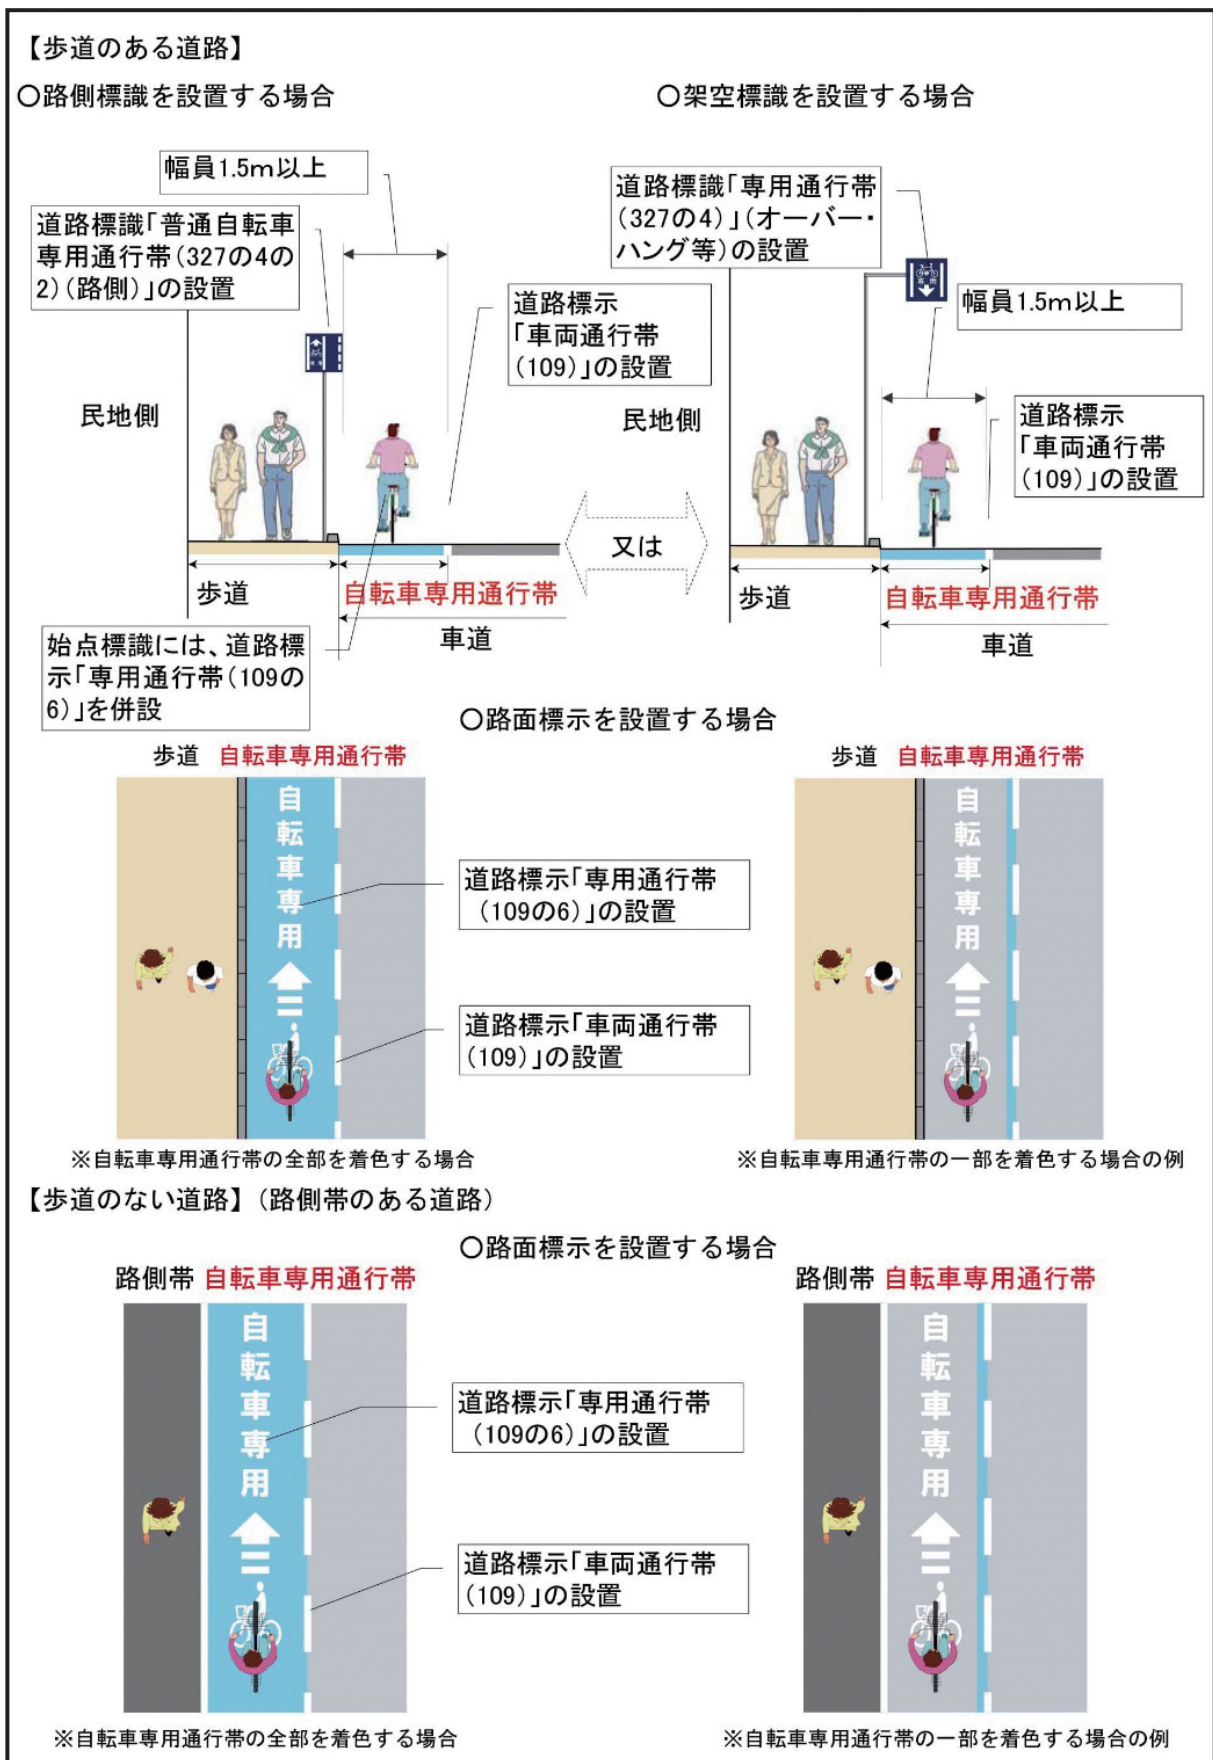 【歩道のある道路】
○路側標識を設置する場合
○架空標識を設置する場合
幅員1.5m以上
道路標識「普通自転車
専用通行帯(327の4の
2)(路側)」の設置
道路標示
「車両通行帯
(109)」の設置
民地側
歩道
自転車専用通行帯
車道
始点標識には、道路標
示「専用通行帯(109の
6)」を併設
又は
道路標識「専用通行帯
(327の4)」(オーバー・
ハング等)の設置
専用
幅員1.5m以上
道路標示
「車両通行帯
(109)」の設置
民地側
歩道
自転車専用通行帯
車道
○路面標示を設置する場合
歩道 自転車専用通行帯
自転車専用
道路標示「専用通行帯
(109の6)」の設置
道路標示「車両通行帯
(109)」の設置
※自転車専用通行帯の全部を着色する場合
歩道 自転車専用通行帯
自転車専用
※自転車専用通行帯の一部を着色する場合の例
【歩道のない道路】(路側帯のある道路)
○路面標示を設置する場合
路側帯 自転車専用通行帯
自転車専用
道路標示「専用通行帯
(109の6)」の設置
道路標示「車両通行帯
(109)」の設置
※自転車専用通行帯の全部を着色する場合
路側帯 自転車専用通行帯
自転車専用
※自転車専用通行帯の一部を着色する場合の例